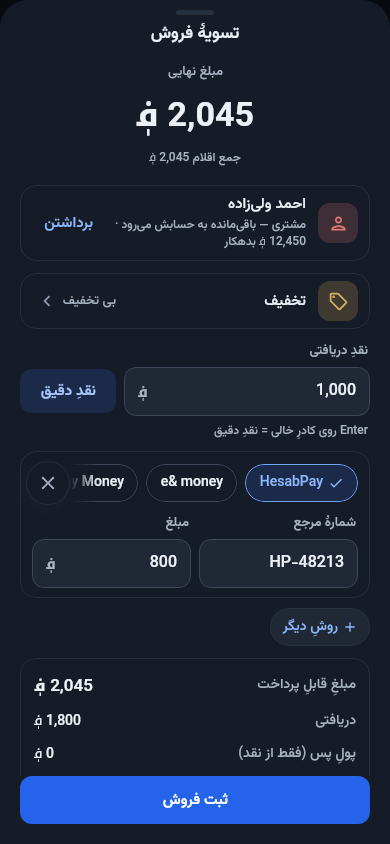 تسویهٔ فروش
مبلغ نهایی
2,045 ؋
جمع اقلام 2,045 ؋
احمد ولی‌زاده
مشتری — باقی‌مانده به حسابش می‌رود ·
12,450 ؋ بدهکار
برداشتن
تخفیف
بی تخفیف
نقدِ دریافتی
1,000 ؋
نقدِ دقیق
Enter روی کادرِ خالی = نقدِ دقیق
HesabPay
e& money
y Money
شمارهٔ مرجع
مبلغ
HP-48213
800 ؋
+ روشِ دیگر
مبلغِ قابلِ پرداخت
2,045 ؋
دریافتی
1,800 ؋
پولِ پس (فقط از نقد)
0 ؋
ثبت فروش